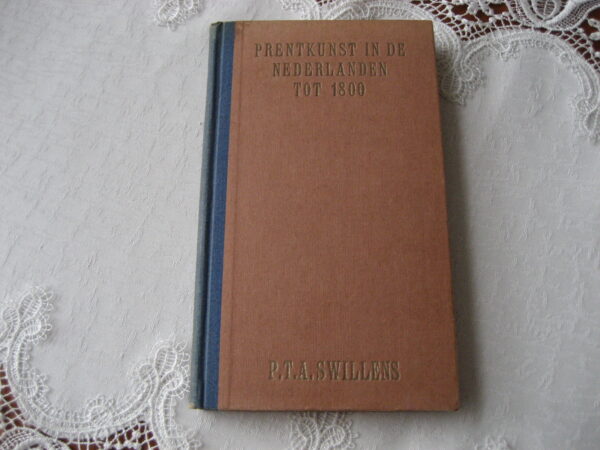 PRENTKUNST IN DE
NEDERLANDEN
TOT 1800
P.T.A. SWILLENS